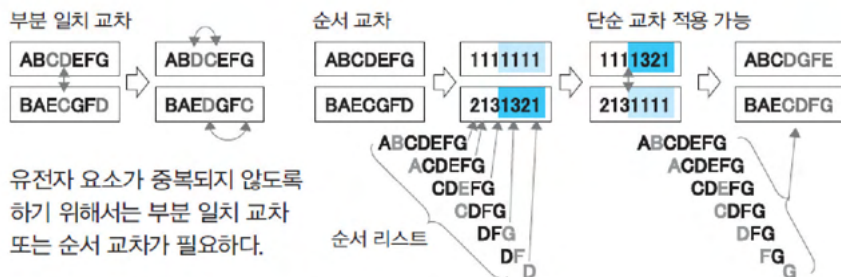 부분 일치 교차
ABCDEFG
ABDCEFG
BAECGFD
BAEDGFC
유전자 요소가 중복되지 않도록
하기 위해서는 부분 일치 교차
또는 순서 교차가 필요하다.
순서 교차
단순 교차 적용 가능
ABCDEFG
1111111
1111321
ABCDGFE
BAECGFD
2131321
2131111
BAECDFG
ABCDEFG
ACDEFG
CDEFG
CDFG
DFG
DF
D
순서 리스트
ABCDEFG
ACDEFG
CDEFG
CDFG
DFG
FG
G